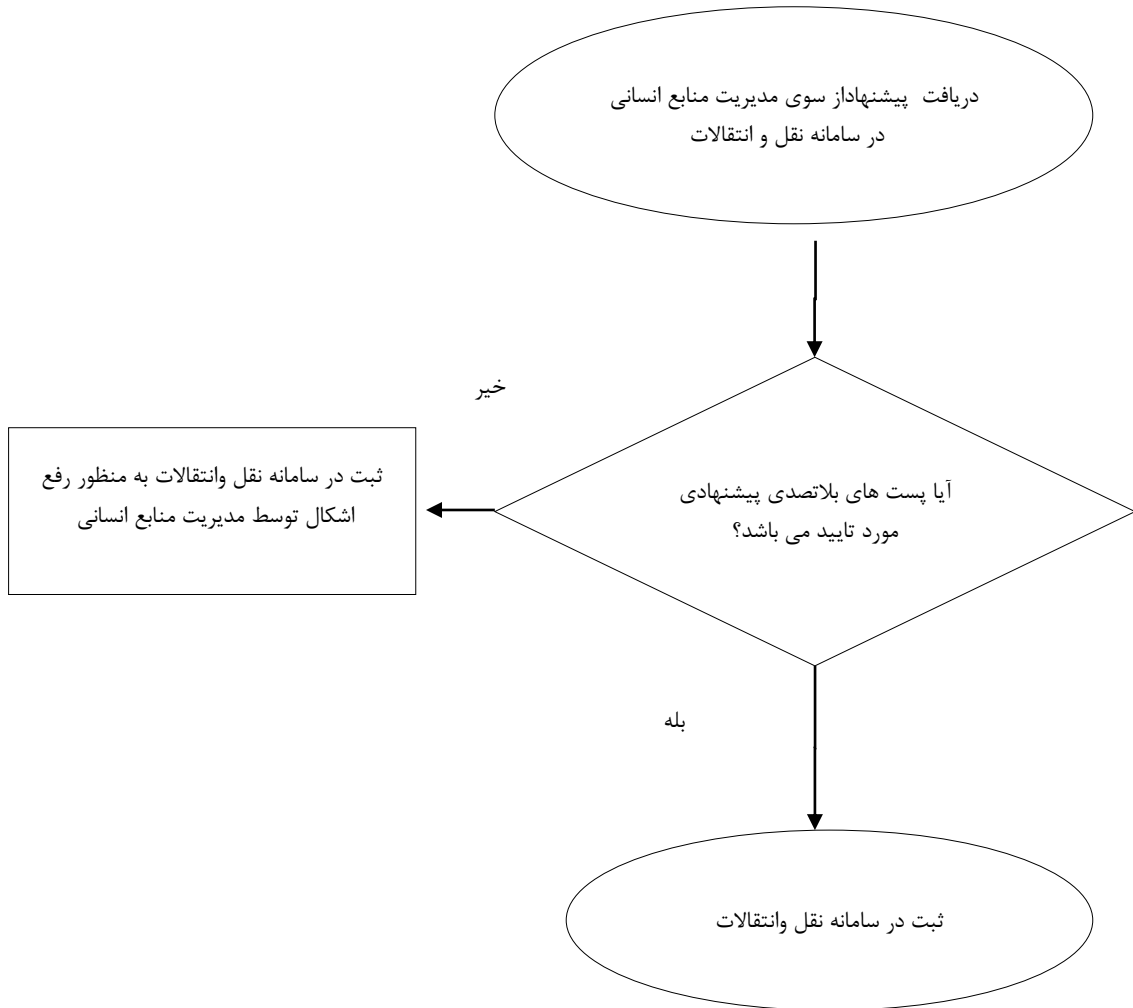 دریافت پیشنهاداز سوی مدیریت منابع انسانی
در سامانه نقل و انتقالات
خیر
آیا پست های بلاتصدی پیشنهادی
مورد تایید می باشد؟
ثبت در سامانه نقل وانتقالات به منظور رفع
اشکال توسط مدیریت منابع انسانی
بله
ثبت در سامانه نقل وانتقالات